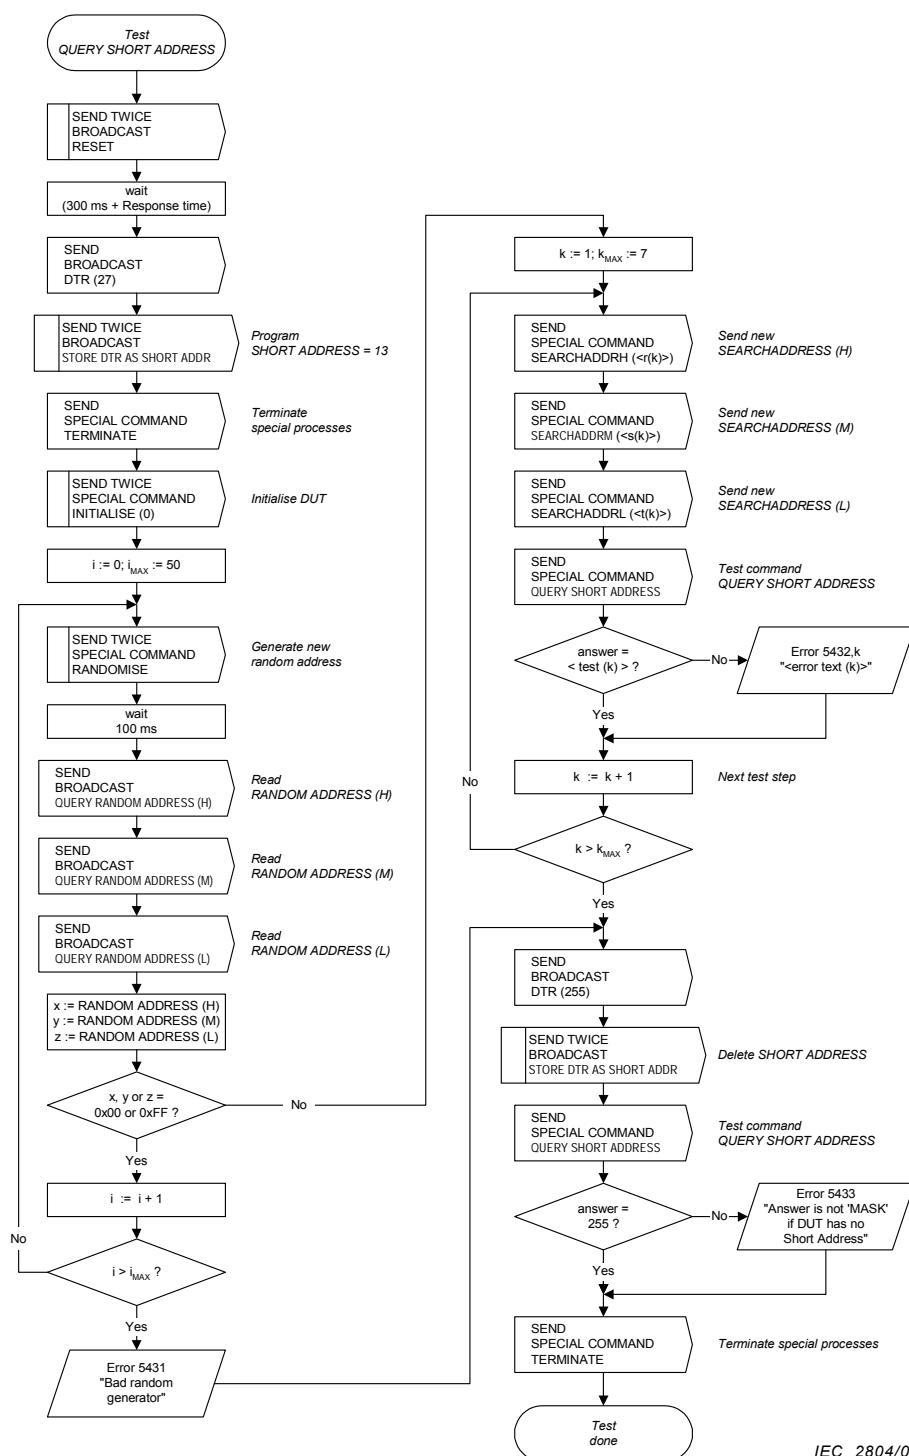 Test
QUERY SHORT ADDRESS
SEND TWICE
BROADCAST
RESET
wait
(300 ms + Response time)
SEND
BROADCAST
DTR (27)
SEND TWICE
BROADCAST
STORE DTR AS SHORT ADDR
Program
SHORT ADDRESS = 13
SEND
SPECIAL COMMAND
TERMINATE
Terminate
special processes
SEND TWICE
SPECIAL COMMAND
INITIALISE (0)
Initialise DUT
i := 0; iMAX := 50
SEND TWICE
SPECIAL COMMAND
RANDOMISE
Generate new
random address
wait
100 ms
SEND
BROADCAST
QUERY RANDOM ADDRESS (H)
Read
RANDOM ADDRESS (H)
SEND
BROADCAST
QUERY RANDOM ADDRESS (M)
Read
RANDOM ADDRESS (M)
SEND
BROADCAST
QUERY RANDOM ADDRESS (L)
Read
RANDOM ADDRESS (L)
x := RANDOM ADDRESS (H)
y := RANDOM ADDRESS (M)
z := RANDOM ADDRESS (L)
x, y or z =
0x00 or 0xFF ?
No
Yes
i := i + 1
No
i > iMAX ?
Yes
Error 5431
"Bad random
generator"
k := 1; kMAX := 7
SEND
SPECIAL COMMAND
SEARCHADDRH (<r(k)>)
Send new
SEARCHADDRESS (H)
SEND
SPECIAL COMMAND
SEARCHADDRM (<s(k)>)
Send new
SEARCHADDRESS (M)
SEND
SPECIAL COMMAND
SEARCHADDRL (<t(k)>)
Send new
SEARCHADDRESS (L)
SEND
SPECIAL COMMAND
QUERY SHORT ADDRESS
Test command
QUERY SHORT ADDRESS
answer =
< test (k) > ?
No
Error 5432,k
"<error text (k)>"
Yes
k := k + 1
Next test step
No
k > kMAX ?
Yes
SEND
BROADCAST
DTR (255)
SEND TWICE
BROADCAST
STORE DTR AS SHORT ADDR
Delete SHORT ADDRESS
SEND
SPECIAL COMMAND
QUERY SHORT ADDRESS
Test command
QUERY SHORT ADDRESS
answer =
255 ?
No
Error 5433
"Answer is not 'MASK'
if DUT has no
Short Address"
Yes
SEND
SPECIAL COMMAND
TERMINATE
Terminate special processes
Test
done
IEC 2804/0